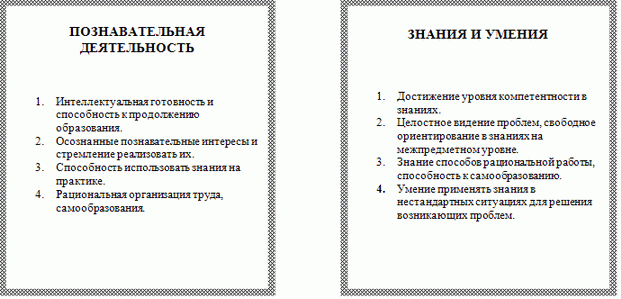 ПОЗНАВАТЕЛЬНАЯ
ДЕЯТЕЛЬНОСТЬ
1. Интеллектуальная готовность и
способность к продолжению
образования.
2. Осознанные познавательные интересы и
стремление реализовать их.
3. Способность использовать знания на
практике.
4. Рациональная организация труда,
самообразования.
ЗНАНИЯ И УМЕНИЯ
1. Достижение уровня компетентности в
знаниях.
2. Целостное видение проблем, свободное
ориентирование в знаниях на
межпредметном уровне.
3. Знание способов рациональной работы,
способность к самообразованию.
4. Умение применять знания в
нестандартных ситуациях для решения
возникающих проблем.